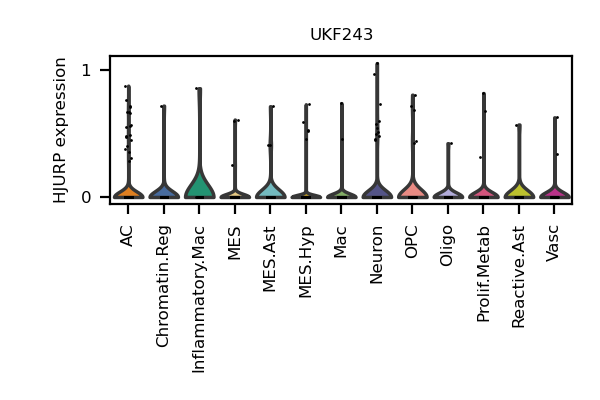 UKF243
HJURP expression
1
0
AC
Chromatin.Reg
Inflammatory.Mac
MES
MES.Ast
MES.Hyp
Mac
Neuron
OPC
Oligo
Prolif.Metab
Reactive.Ast
Vasc